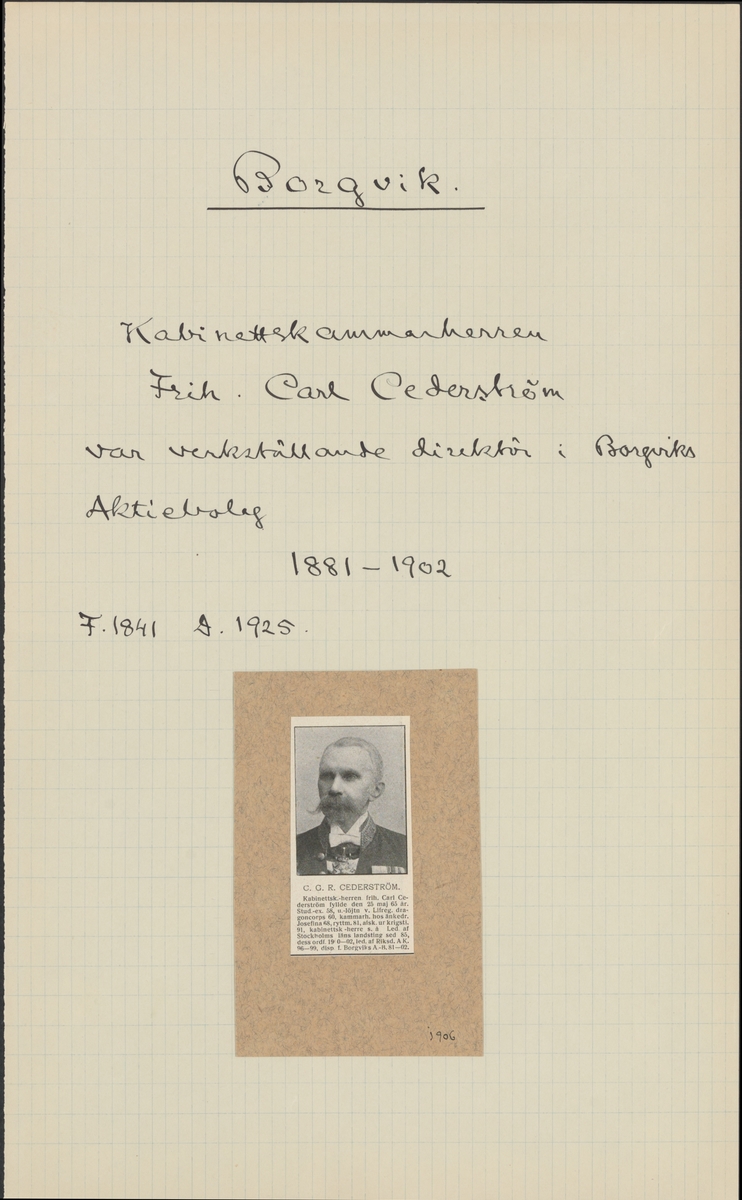 Borgvik.
Kabinettskammarherren
Frih. Carl Cederström
var verkställande direktör i Borgviks
Aktiebolag
1881 – 1902
F. 1841 D. 1925.
C. G. R. CEDERSTRÖM.
Kabinettsk.-herren frih. Carl Ce-
derström fyllde den 25 maj 65 år.
Stud.-ex. 58, u.-löjtn v. Lifreg. dra-
goncorps 60, kammarh. hos änkedr.
Josefina 68, ryttm. 81, afsk. ur krigstj.
91, kabinettsk-herre s. å Led. af
Stockholms läns landsting sed 85,
dess ordf. 19 0—02, led. af Riksd. A K.
96—99, disp f. Borgviks A.-B. 81—02.
1906